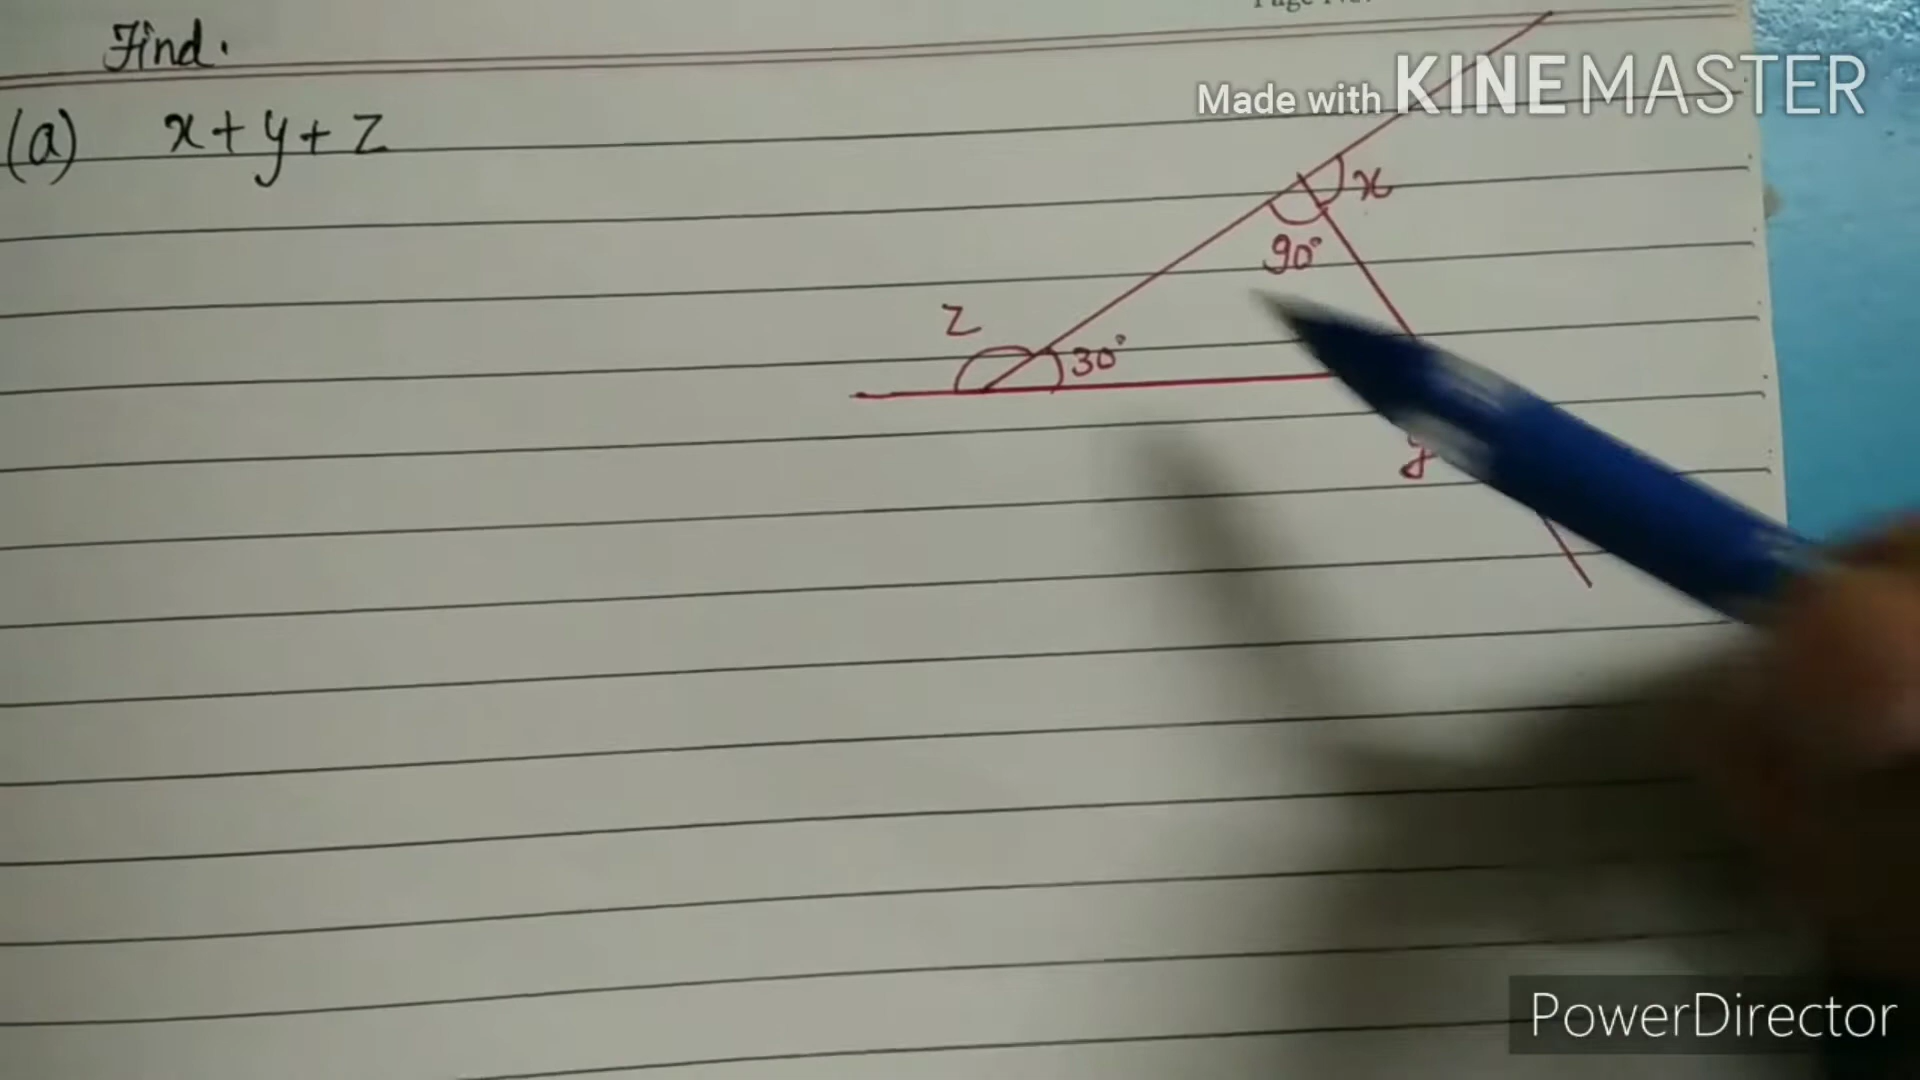 Find.
(a) x+y+z
Made with KINEMASTER
x
90°
z
30°
y
PowerDirector